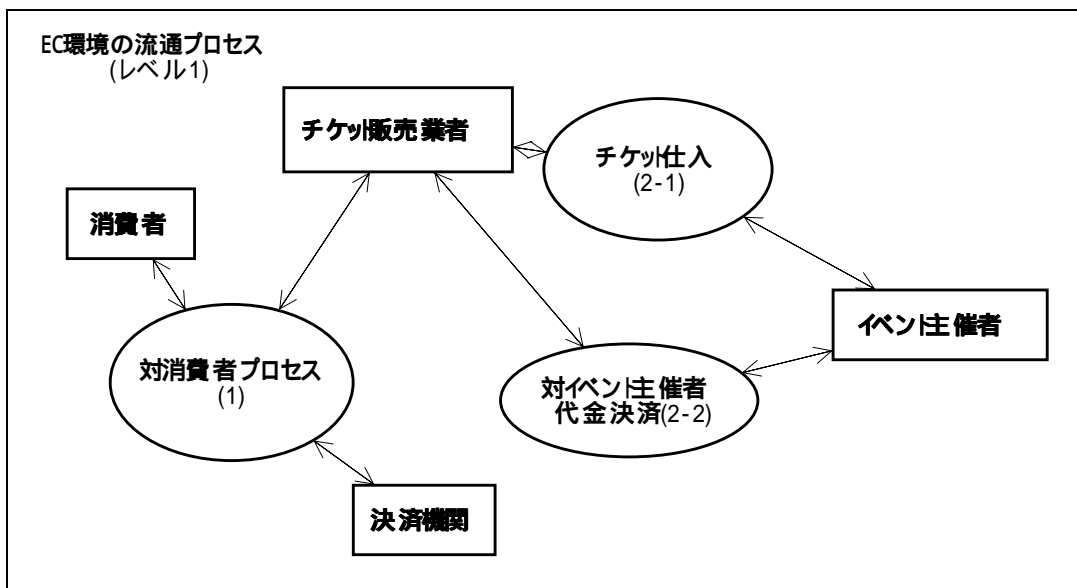 EC環境の流通プロセス
(レベル1)
チケット販売業者
チケット仕入
(2-1)
消費者
イベント主催者
対消費者プロセス
(1)
対イベント主催者
代金決済(2-2)
決済機関